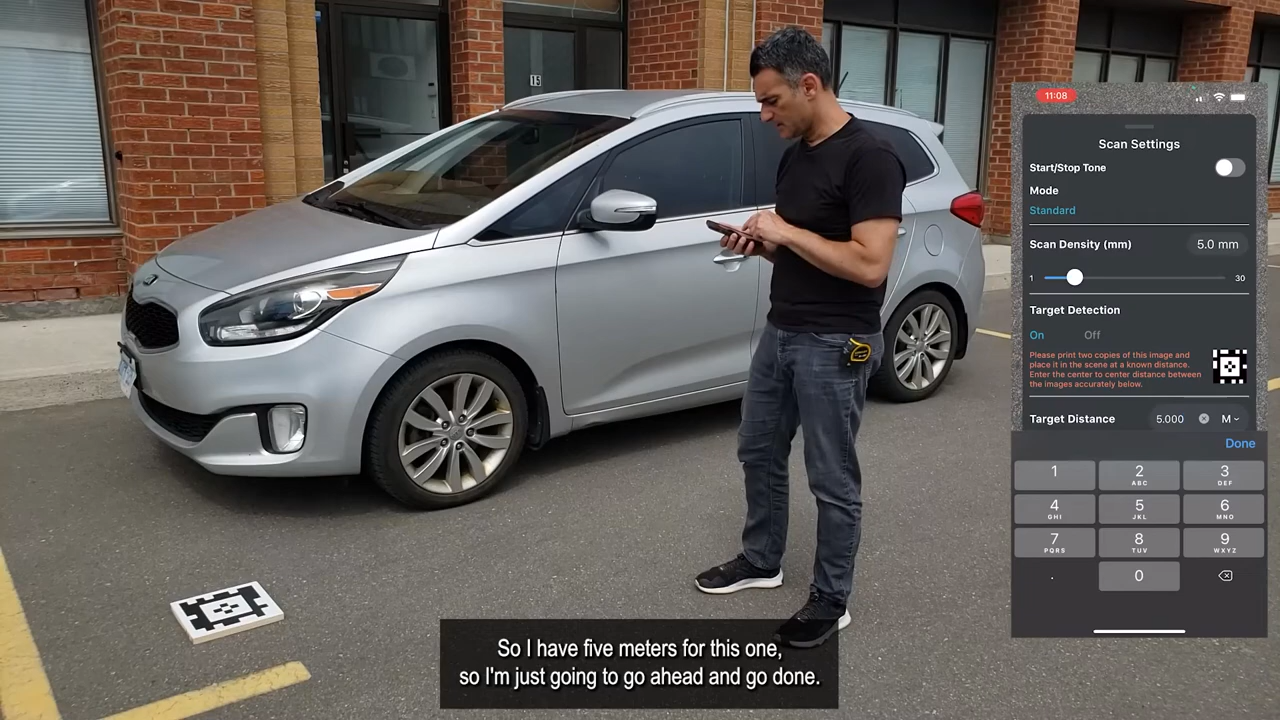 15
11:08
Scan Settings
Start/Stop Tone
Mode
Standard
Scan Density (mm)
5.0 mm
1
30
Target Detection
On
Off
Please print two copies of this image and
place it in the scene at a known distance.
Enter the center to center distance between
the images accurately below.
Target Distance
5.000
M
Done
1
2
ABC
3
DEF
4
GHI
5
JKL
6
MNO
7
PQRS
8
TUV
9
WXYZ
.
0
So I have five meters for this one,
so I'm just going to go ahead and go done.